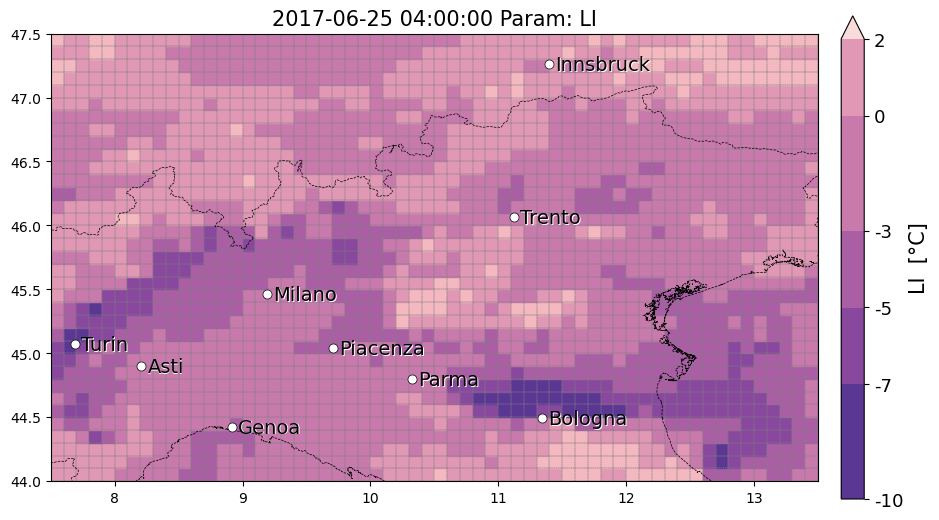 2017-06-25 04:00:00 Param: LI
47.5
47.0
46.5
46.0
45.5
45.0
44.5
44.0
8
9
10
11
12
13
Innsbruck
Trento
Milano
Turin
Piacenza
Asti
Parma
Bologna
Genoa
2
0
-3
-5
-7
-10
LI [°C]